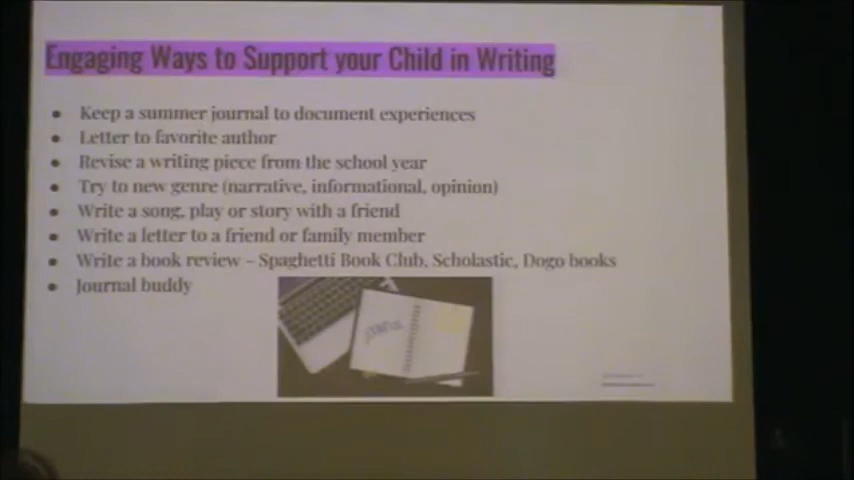 Engaging Ways to Support your Child in Writing
● Keep a summer journal to document experiences
● Letter to favorite author
● Revise a writing piece from the school year
● Try to new genre (narrative, informational, opinion)
● Write a song, play or story with a friend
● Write a letter to a friend or family member
● Write a book review – Spaghetti Book Club, Scholastic, Dogo books
● Journal buddy